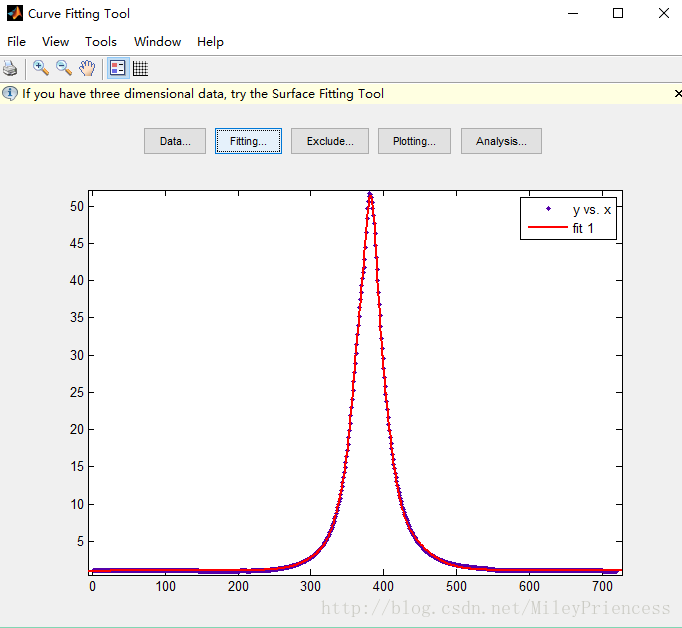 Curve Fitting Tool
File View Tools Window Help
If you have three dimensional data, try the Surface Fitting Tool
Data... Fitting... Exclude... Plotting... Analysis...
y vs. x
fit 1
50
45
40
35
30
25
20
15
10
5
0 100 200 300 400 500 600 700
http://blog.csdn.net/MileyPriencess